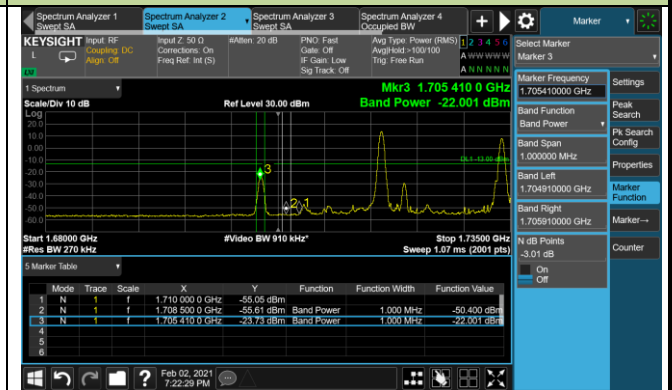 Spectrum Analyzer 1
Swept SA
Spectrum Analyzer 2
Swept SA
Spectrum Analyzer 3
Swept SA
Spectrum Analyzer 4
Occupied BW
Marker
KEYSIGHT
L
Input: RF
Coupling: DC
Align: Off
Input Z: 50 Ω
Corrections: On
Freq Ref: Int (S)
#Atten: 20 dB
PNO: Fast
Gate: Off
IF Gain: Low
Sig Track: Off
Avg Type: Power (RMS)
Avg|Hold:>100/100
Trig: Free Run
1 2 3 4 5 6
A W W W W W
A N N N N N
Select Marker
Marker 3
1 Spectrum
Scale/Div 10 dB
Log
Ref Level 30.00 dBm
Mkr3 1.705 410 0 GHz
Band Power -22.001 dBm
20.0
10.0
0.00
-10.0
-20.0
-30.0
-40.0
-50.0
-60.0
DL1 -13.00 dBm
3
2
1
Start 1.68000 GHz
#Res BW 270 kHz
#Video BW 910 kHz*
Stop 1.73500 GHz
Sweep 1.07 ms (2001 pts)
5 Marker Table
Mode Trace Scale X Y Function Function Width Function Value
1 N 1 f 1.710 000 0 GHz -55.05 dBm
2 N 1 f 1.708 500 0 GHz -55.61 dBm Band Power 1.000 MHz -50.400 dBm
3 N 1 f 1.705 410 0 GHz -23.73 dBm Band Power 1.000 MHz -22.001 dBm
4
5
6
Marker Frequency
1.705410000 GHz
Band Function
Band Power
Band Span
1.000000 MHz
Band Left
1.704910000 GHz
Band Right
1.705910000 GHz
N dB Points
-3.01 dB
On
Off
Settings
Peak
Search
Pk Search
Config
Properties
Marker
Function
Marker→
Counter
Feb 02, 2021
7:22:29 PM